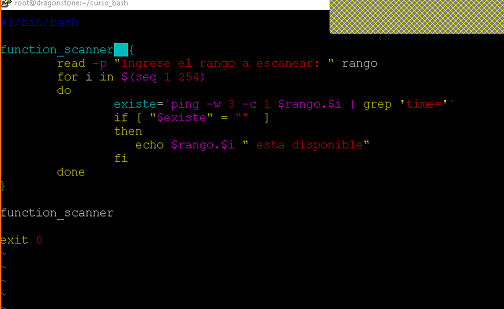 root@dragonstone:~/curso_bash
#!/bin/bash
function_scanner() {
read -p "Ingrese el rango a escanear: " rango
for i in $(seq 1 254)
do
existe=`ping -w 3 -c 1 $rango.$i | grep 'time='`
if [ "$existe" = "" ]
then
echo $rango.$i " esta disponible"
fi
done
}
function_scanner
exit 0
~
~
~
~
~